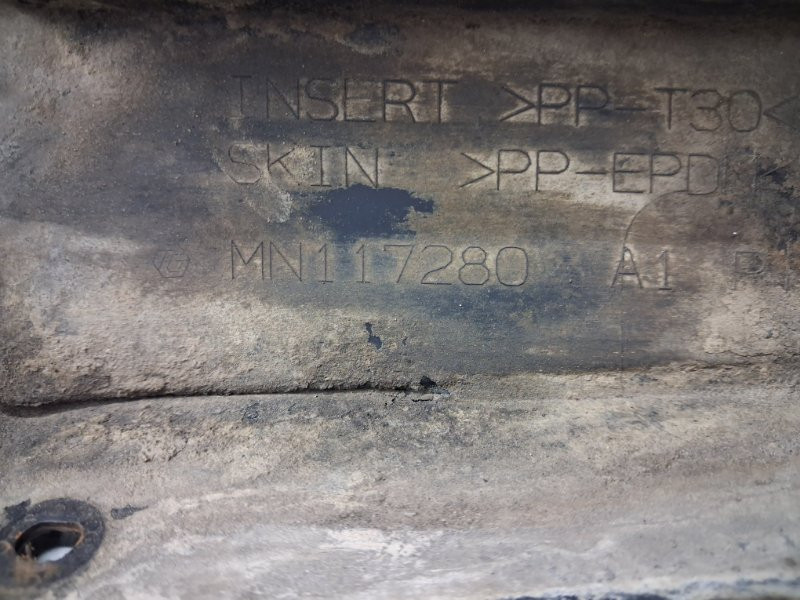 INSERT >PP-T30<
SKIN >PP-EPDM<
MN117280 A1